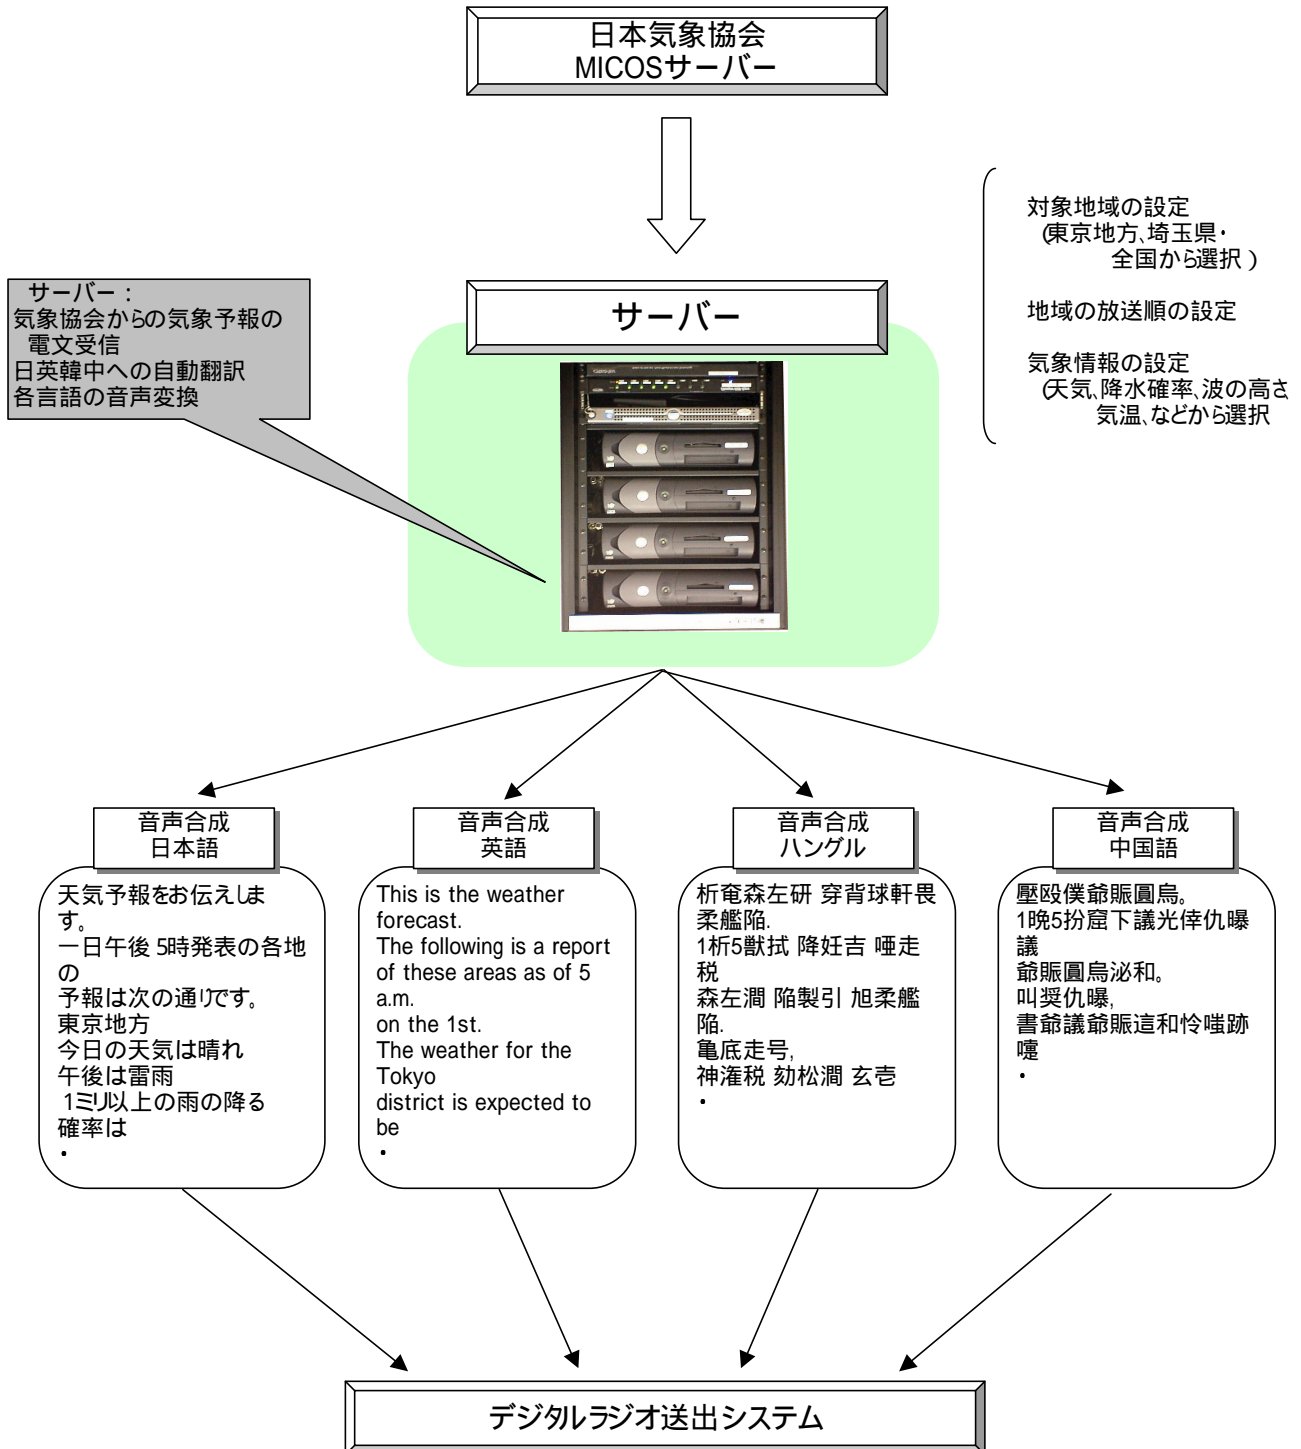 日本気象協会
MICOSサーバー
対象地域の設定
(東京地方、埼玉県・
全国から選択)
地域の放送順の設定
気象情報の設定
(天気、降水確率、波の高さ
気温、などから選択
サーバー
サーバー:
気象協会からの気象予報の
電文受信
日英韓中への自動翻訳
各言語の音声変換
音声合成
日本語
天気予報をお伝えしま
す。
一日午後5時発表の各地
の
予報は次の通りです。
東京地方
今日の天気は晴れ
午後は雷雨
1ミリ以上の雨の降る
確率は
・
音声合成
英語
This is the weather
forecast.
The following is a report
of these areas as of 5
a.m.
on the 1st.
The weather for the
Tokyo
district is expected to
be
・
音声合成
ハングル
析奄森左研 穿背球軒畏
柔艦陥.
1析5獣拭 降妊吉 唖走
税
森左澗 陥製引 旭柔艦
陥.
亀底走号,
神潅税 劾松澗 玄壱
・
音声合成
中国語
壓殴僕爺賑圓烏。
1晩5扮窟下議光倖仇曝
議
爺賑圓烏泌和。
叫奨仇曝,
書爺議爺賑這和怜嗤跡
嚏
・
デジタルラジオ送出システム